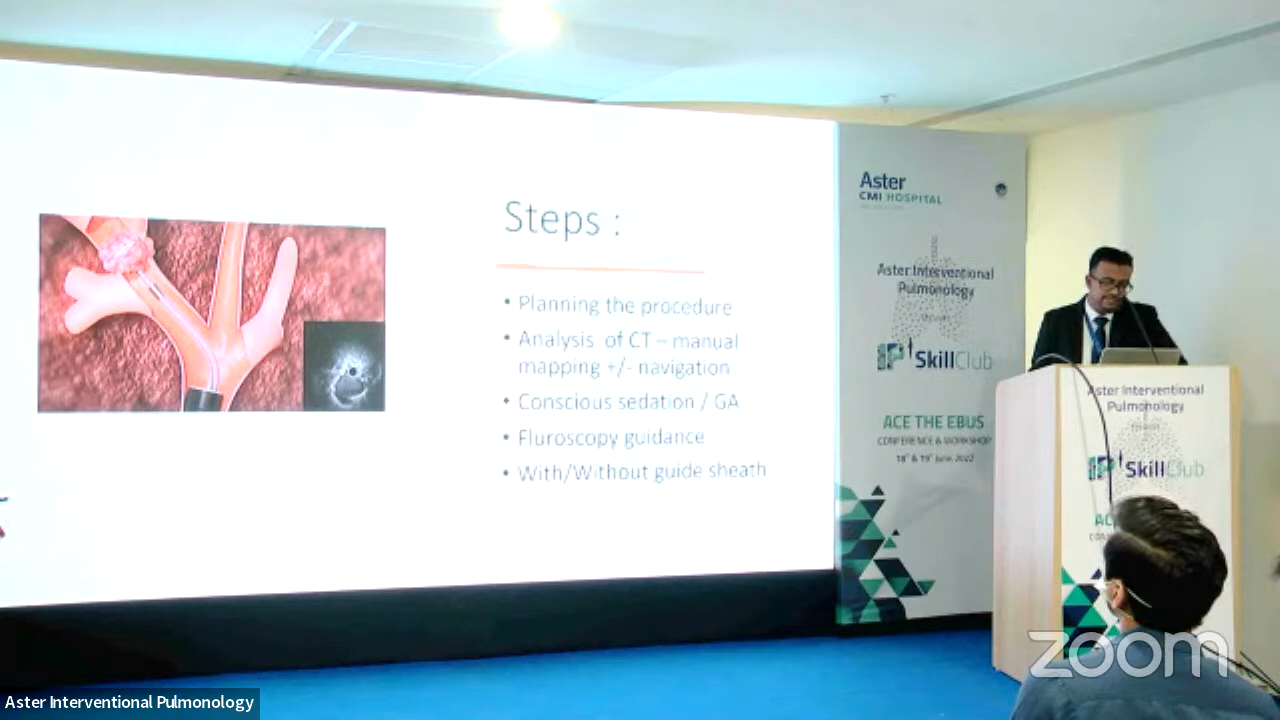 Steps :
• Planning the procedure
• Analysis of CT – manual
mapping +/- navigation
• Conscious sedation / GA
• Fluroscopy guidance
• With/Without guide sheath
Aster
CMI HOSPITAL
Aster Interventional
Pulmonology
IP SkillClub
ACE THE EBUS
CONFERENCE & WORKSHOP
18th & 19th June, 2022
Aster Interventional
Pulmonology
IP SkillClub
zoom
Aster Interventional Pulmonology